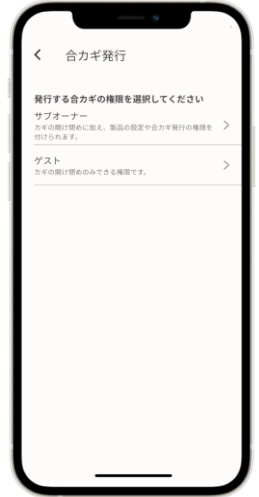 合カギ発行
発行する合カギの権限を選択してください
サブオーナー
カギの開け閉めに加え、製品の設定や合カギ発行の権限を
付けられます。
ゲスト
カギの開け閉めのみできる権限です。